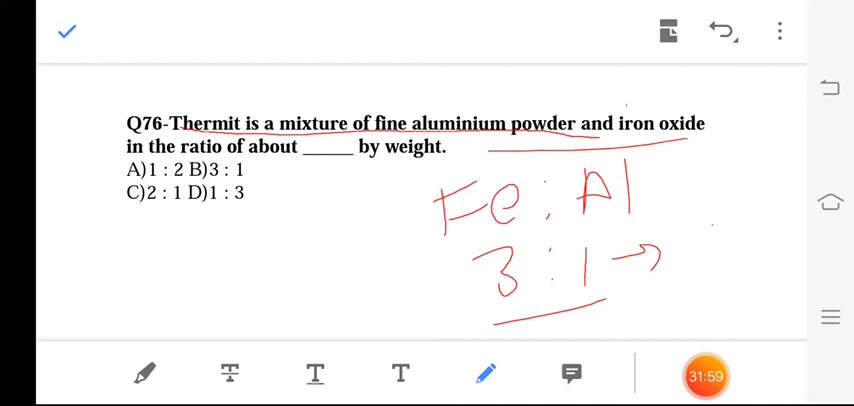 Q76-Thermit is a mixture of fine aluminium powder and iron oxide
in the ratio of about _____ by weight.
A)1 : 2 B)3 : 1
C)2 : 1 D)1 : 3
Fe : Al
3 : 1 →
T T T
31:59